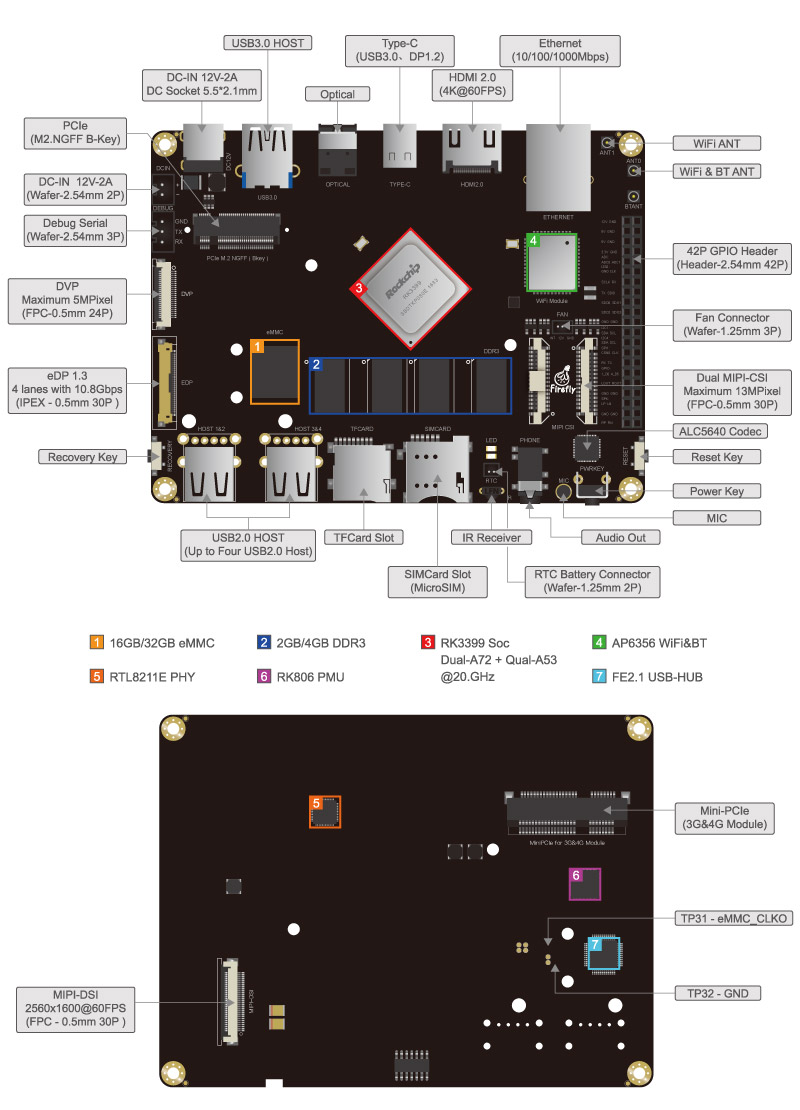 USB3.0 HOST
Type-C
(USB3.0、DP1.2)
Ethernet
(10/100/1000Mbps)
DC-IN 12V-2A
DC Socket 5.5*2.1mm
Optical
HDMI 2.0
(4K@60FPS)
PCIe
(M2.NGFF B-Key)
WiFi ANT
WiFi & BT ANT
DC-IN 12V-2A
(Wafer-2.54mm 2P)
Debug Serial
(Wafer-2.54mm 3P)
42P GPIO Header
(Header-2.54mm 42P)
DVP
Maximum 5MPixel
(FPC-0.5mm 24P)
Fan Connector
(Wafer-1.25mm 3P)
eDP 1.3
4 lanes with 10.8Gbps
(IPEX - 0.5mm 30P )
Dual MIPI-CSI
Maximum 13MPixel
(FPC-0.5mm 30P)
ALC5640 Codec
Recovery Key
Reset Key
Power Key
MIC
USB2.0 HOST
(Up to Four USB2.0 Host)
TFCard Slot
IR Receiver
Audio Out
SIMCard Slot
(MicroSIM)
RTC Battery Connector
(Wafer-1.25mm 2P)
DCIN
DC12V
USB3.0
OPTICAL
TYPE-C
HDMI2.0
ETHERNET
ANT1
ANT0
BTANT
DEBUG
GND
TX
RX
PCIe M.2 NGFF ( Bkey )
DVP
Rockchip
RK3399
3
4
WiFi Module
FAN
eMMC
1
2
DDR3
EDP
Firefly
MIPI CSI
RECOVERY
HOST 1&2
HOST 3&4
TFCARD
SIMCARD
LED
RTC
IR
PHONE
MIC
PWRKEY
RESET
1 16GB/32GB eMMC
2 2GB/4GB DDR3
3 RK3399 Soc
Dual-A72 + Qual-A53
@20.GHz
4 AP6356 WiFi&BT
5 RTL8211E PHY
6 RK806 PMU
7 FE2.1 USB-HUB
5
MiniPCIe for 3G&4G Module
Mini-PCIe
(3G&4G Module)
6
TP31 - eMMC_CLKO
7
TP32 - GND
MIPI-DSI
2560x1600@60FPS
(FPC - 0.5mm 30P )
MIPI-DSI